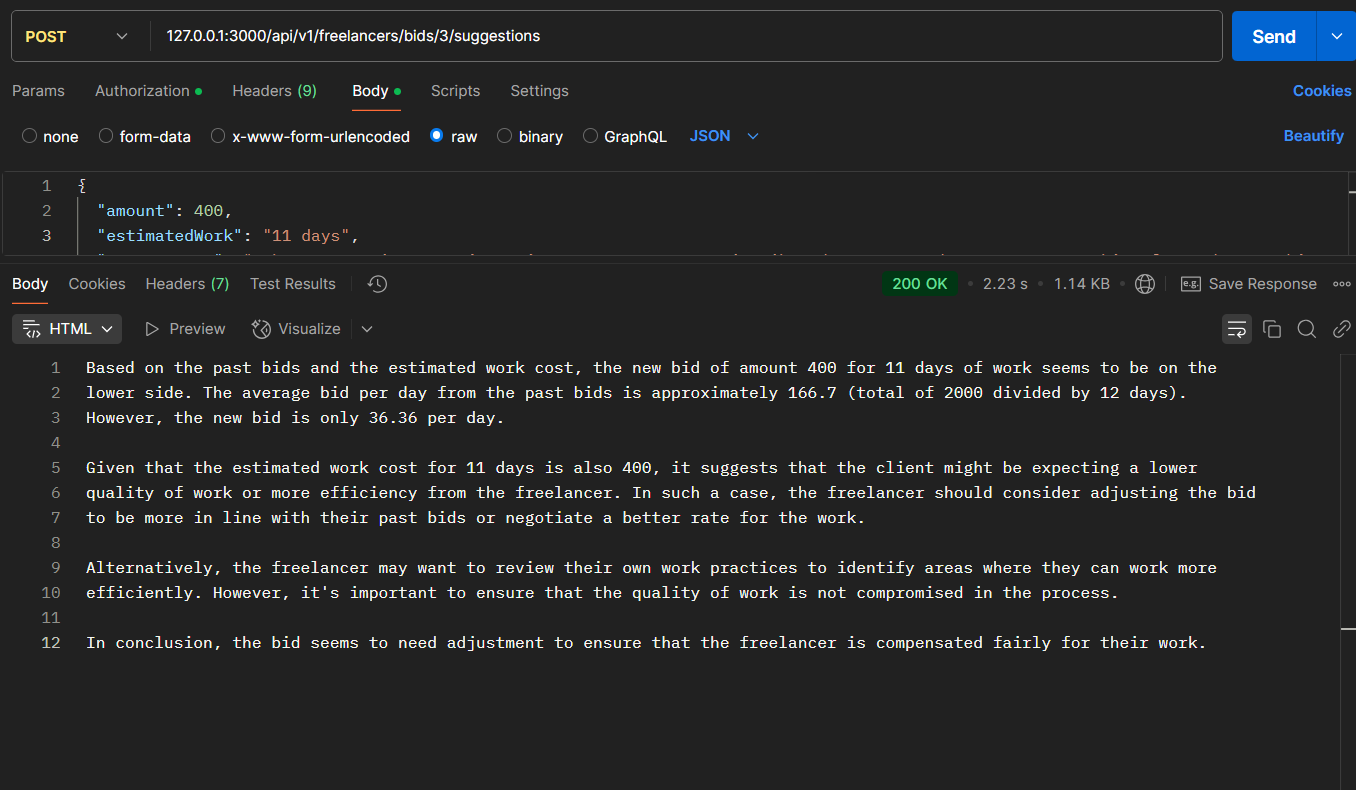 POST 127.0.0.1:3000/api/v1/freelancers/bids/3/suggestions Send
Params Authorization Headers (9) Body Scripts Settings Cookies
none form-data x-www-form-urlencoded raw binary GraphQL JSON Beautify
1 {
2 "amount": 400,
3 "estimatedWork": "11 days",
Body Cookies Headers (7) Test Results 200 OK 2.23 s 1.14 KB e.g. Save Response
HTML Preview Visualize
1 Based on the past bids and the estimated work cost, the new bid of amount 400 for 11 days of work seems to be on the
2 lower side. The average bid per day from the past bids is approximately 166.7 (total of 2000 divided by 12 days).
3 However, the new bid is only 36.36 per day.
4
5 Given that the estimated work cost for 11 days is also 400, it suggests that the client might be expecting a lower
6 quality of work or more efficiency from the freelancer. In such a case, the freelancer should consider adjusting the bid
7 to be more in line with their past bids or negotiate a better rate for the work.
8
9 Alternatively, the freelancer may want to review their own work practices to identify areas where they can work more
10 efficiently. However, it's important to ensure that the quality of work is not compromised in the process.
11
12 In conclusion, the bid seems to need adjustment to ensure that the freelancer is compensated fairly for their work.